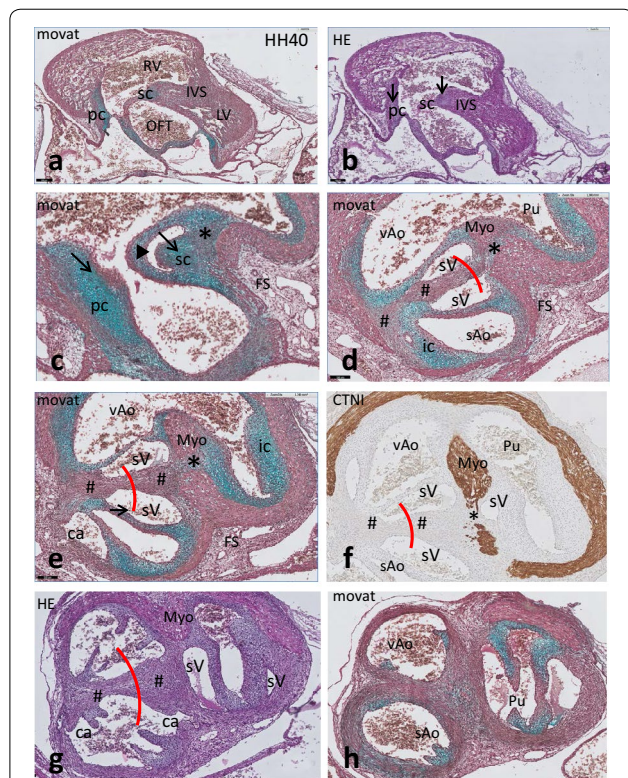 movat HH40
RV
sc IVS
pc LV
OFT
a
HE
pc sc IVS
b
movat
*
sc
pc FS
c
movat
Pu
vAo Myo
*
sV
#
sV
# FS
sAo
ic
d
movat
vAo
sV Myo ic
*
# #
sV
ca FS
e
CTNI
vAo Pu
Myo
sV sV
# #
*
sV
sAo
f
HE
Myo
sV
# # sV
ca
ca
g
movat
vAo
Pu
sAo
h